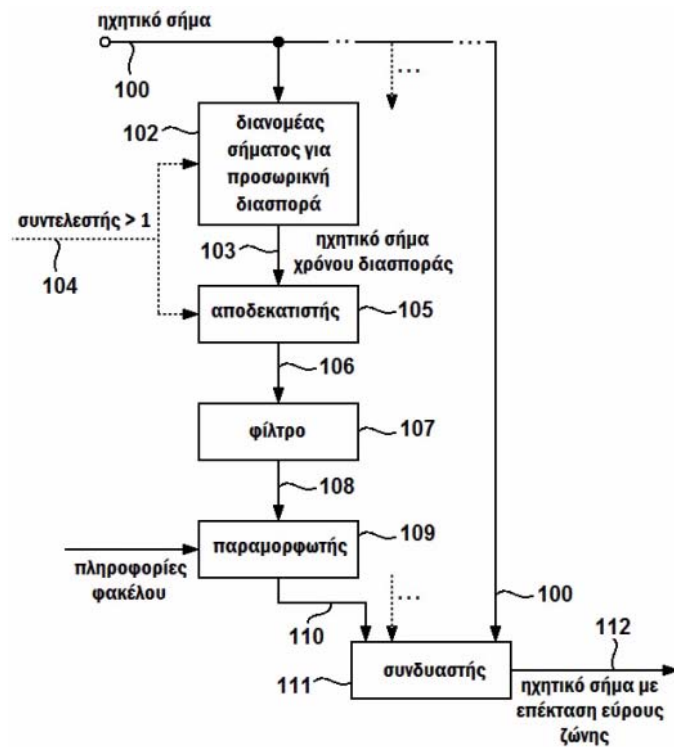 ηχητικό σήμα
100
102
διανομέας
σήματος για
προσωρικνή
διασπορά
συντελεστής > 1
104
103
ηχητικό σήμα
χρόνου διασποράς
αποδεκατιστής
105
106
φίλτρο
107
108
παραμορφωτής
109
πληροφορίες
φακέλου
110
100
111
συνδυαστής
112
ηχητικό σήμα με
επέκταση εύρους
ζώνης